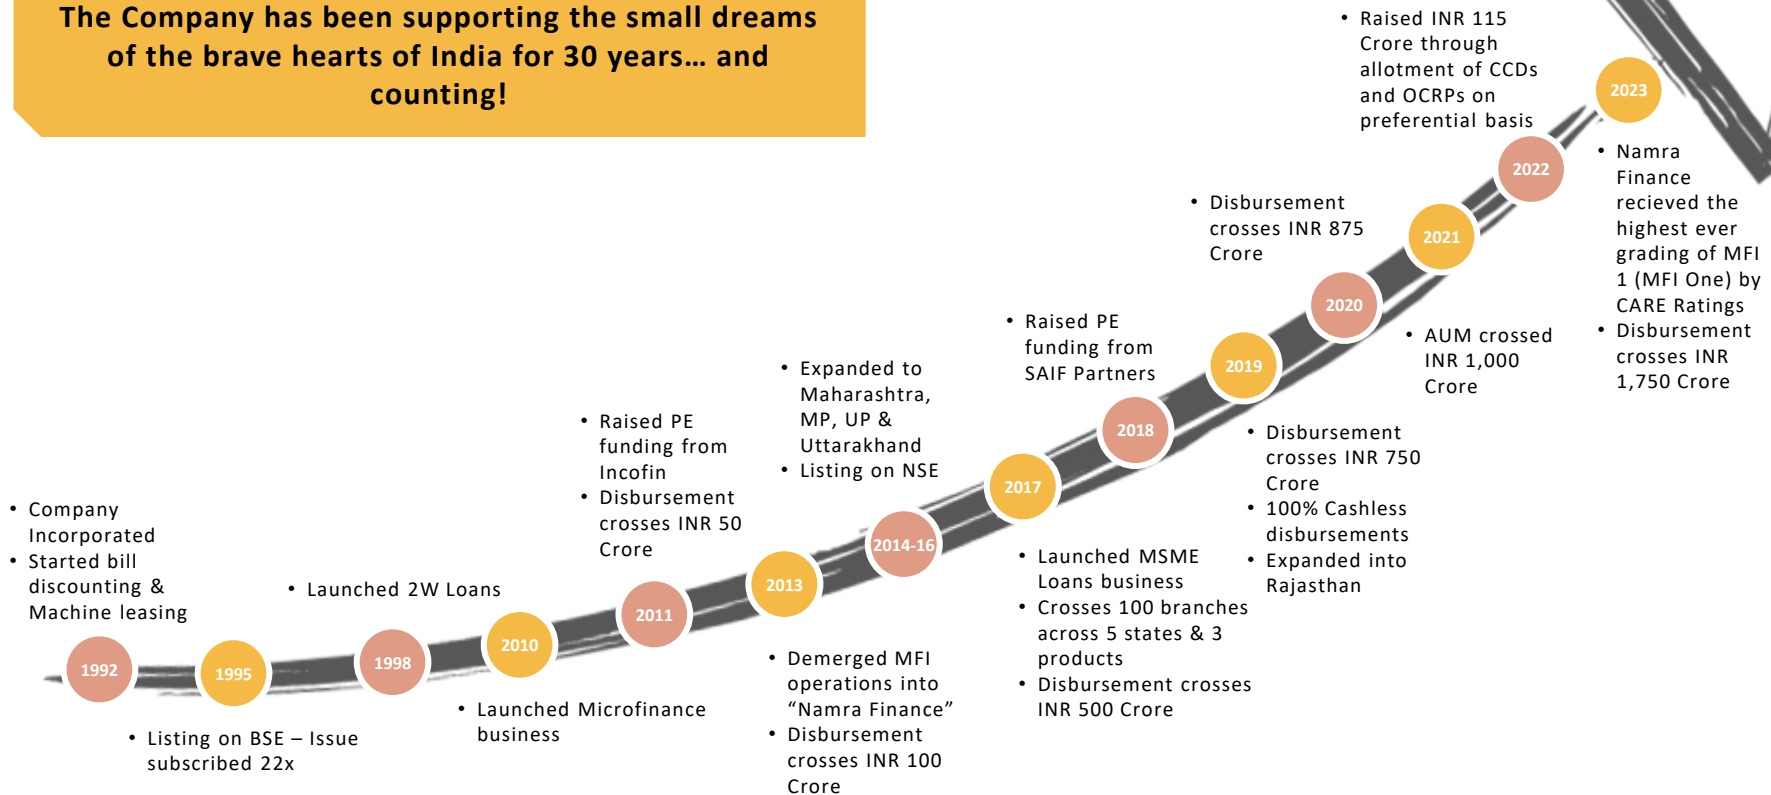 The Company has been supporting the small dreams
of the brave hearts of India for 30 years… and
counting!
1992
• Company
Incorporated
• Started bill
discounting &
Machine leasing
1995
• Listing on BSE – Issue
subscribed 22x
1998
• Launched 2W Loans
2010
• Launched Microfinance
business
2011
• Raised PE
funding from
Incofin
• Disbursement
crosses INR 50
Crore
2013
• Demerged MFI
operations into
“Namra Finance”
• Disbursement
crosses INR 100
Crore
2014-16
• Expanded to
Maharashtra,
MP, UP &
Uttarakhand
• Listing on NSE
2017
• Launched MSME
Loans business
• Crosses 100 branches
across 5 states & 3
products
• Disbursement crosses
INR 500 Crore
2018
• Raised PE
funding from
SAIF Partners
2019
• Disbursement
crosses INR 750
Crore
• 100% Cashless
disbursements
• Expanded into
Rajasthan
2020
• Disbursement
crosses INR 875
Crore
2021
• AUM crossed
INR 1,000
Crore
2022
• Raised INR 115
Crore through
allotment of CCDs
and OCRPs on
preferential basis
2023
• Namra
Finance
recieved the
highest ever
grading of MFI
1 (MFI One) by
CARE Ratings
• Disbursement
crosses INR
1,750 Crore